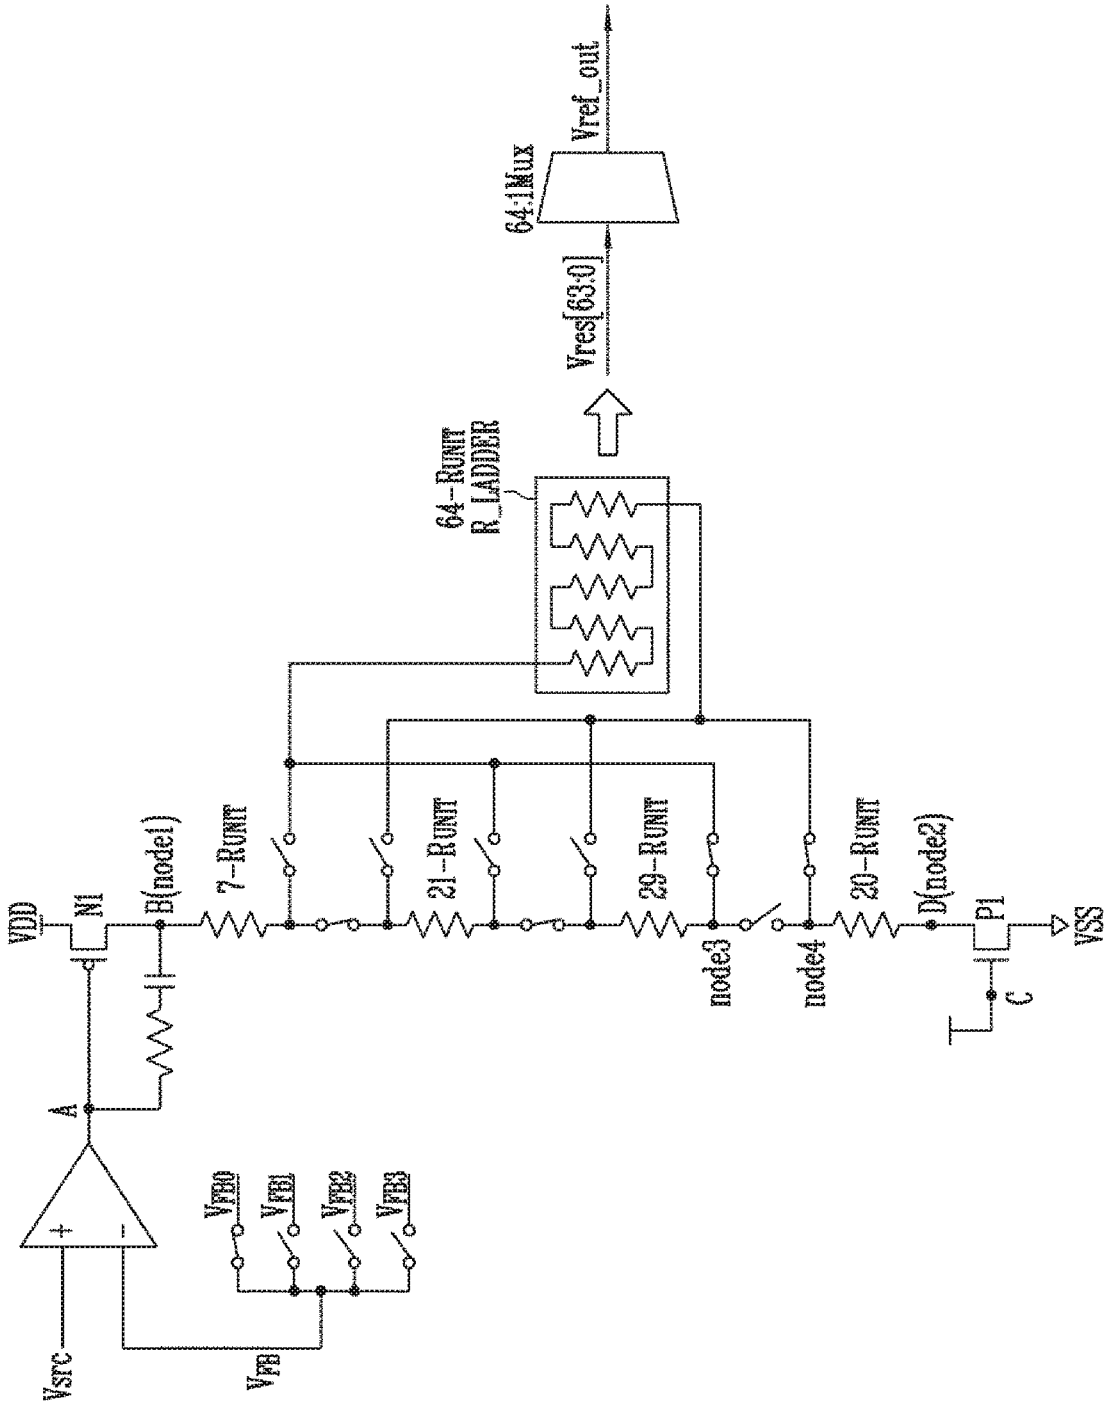 Vsrc
VFB
+
−
A
VFB0
VFB1
VFB2
VFB3
VDD
N1
B(node1)
7-RUNIT
21-RUNIT
29-RUNIT
20-RUNIT
node3
node4
D(node2)
P1
C
VSS
64-RUNIT
R_LADDER
Vres[63:0]
64:1Mux
Vref_out